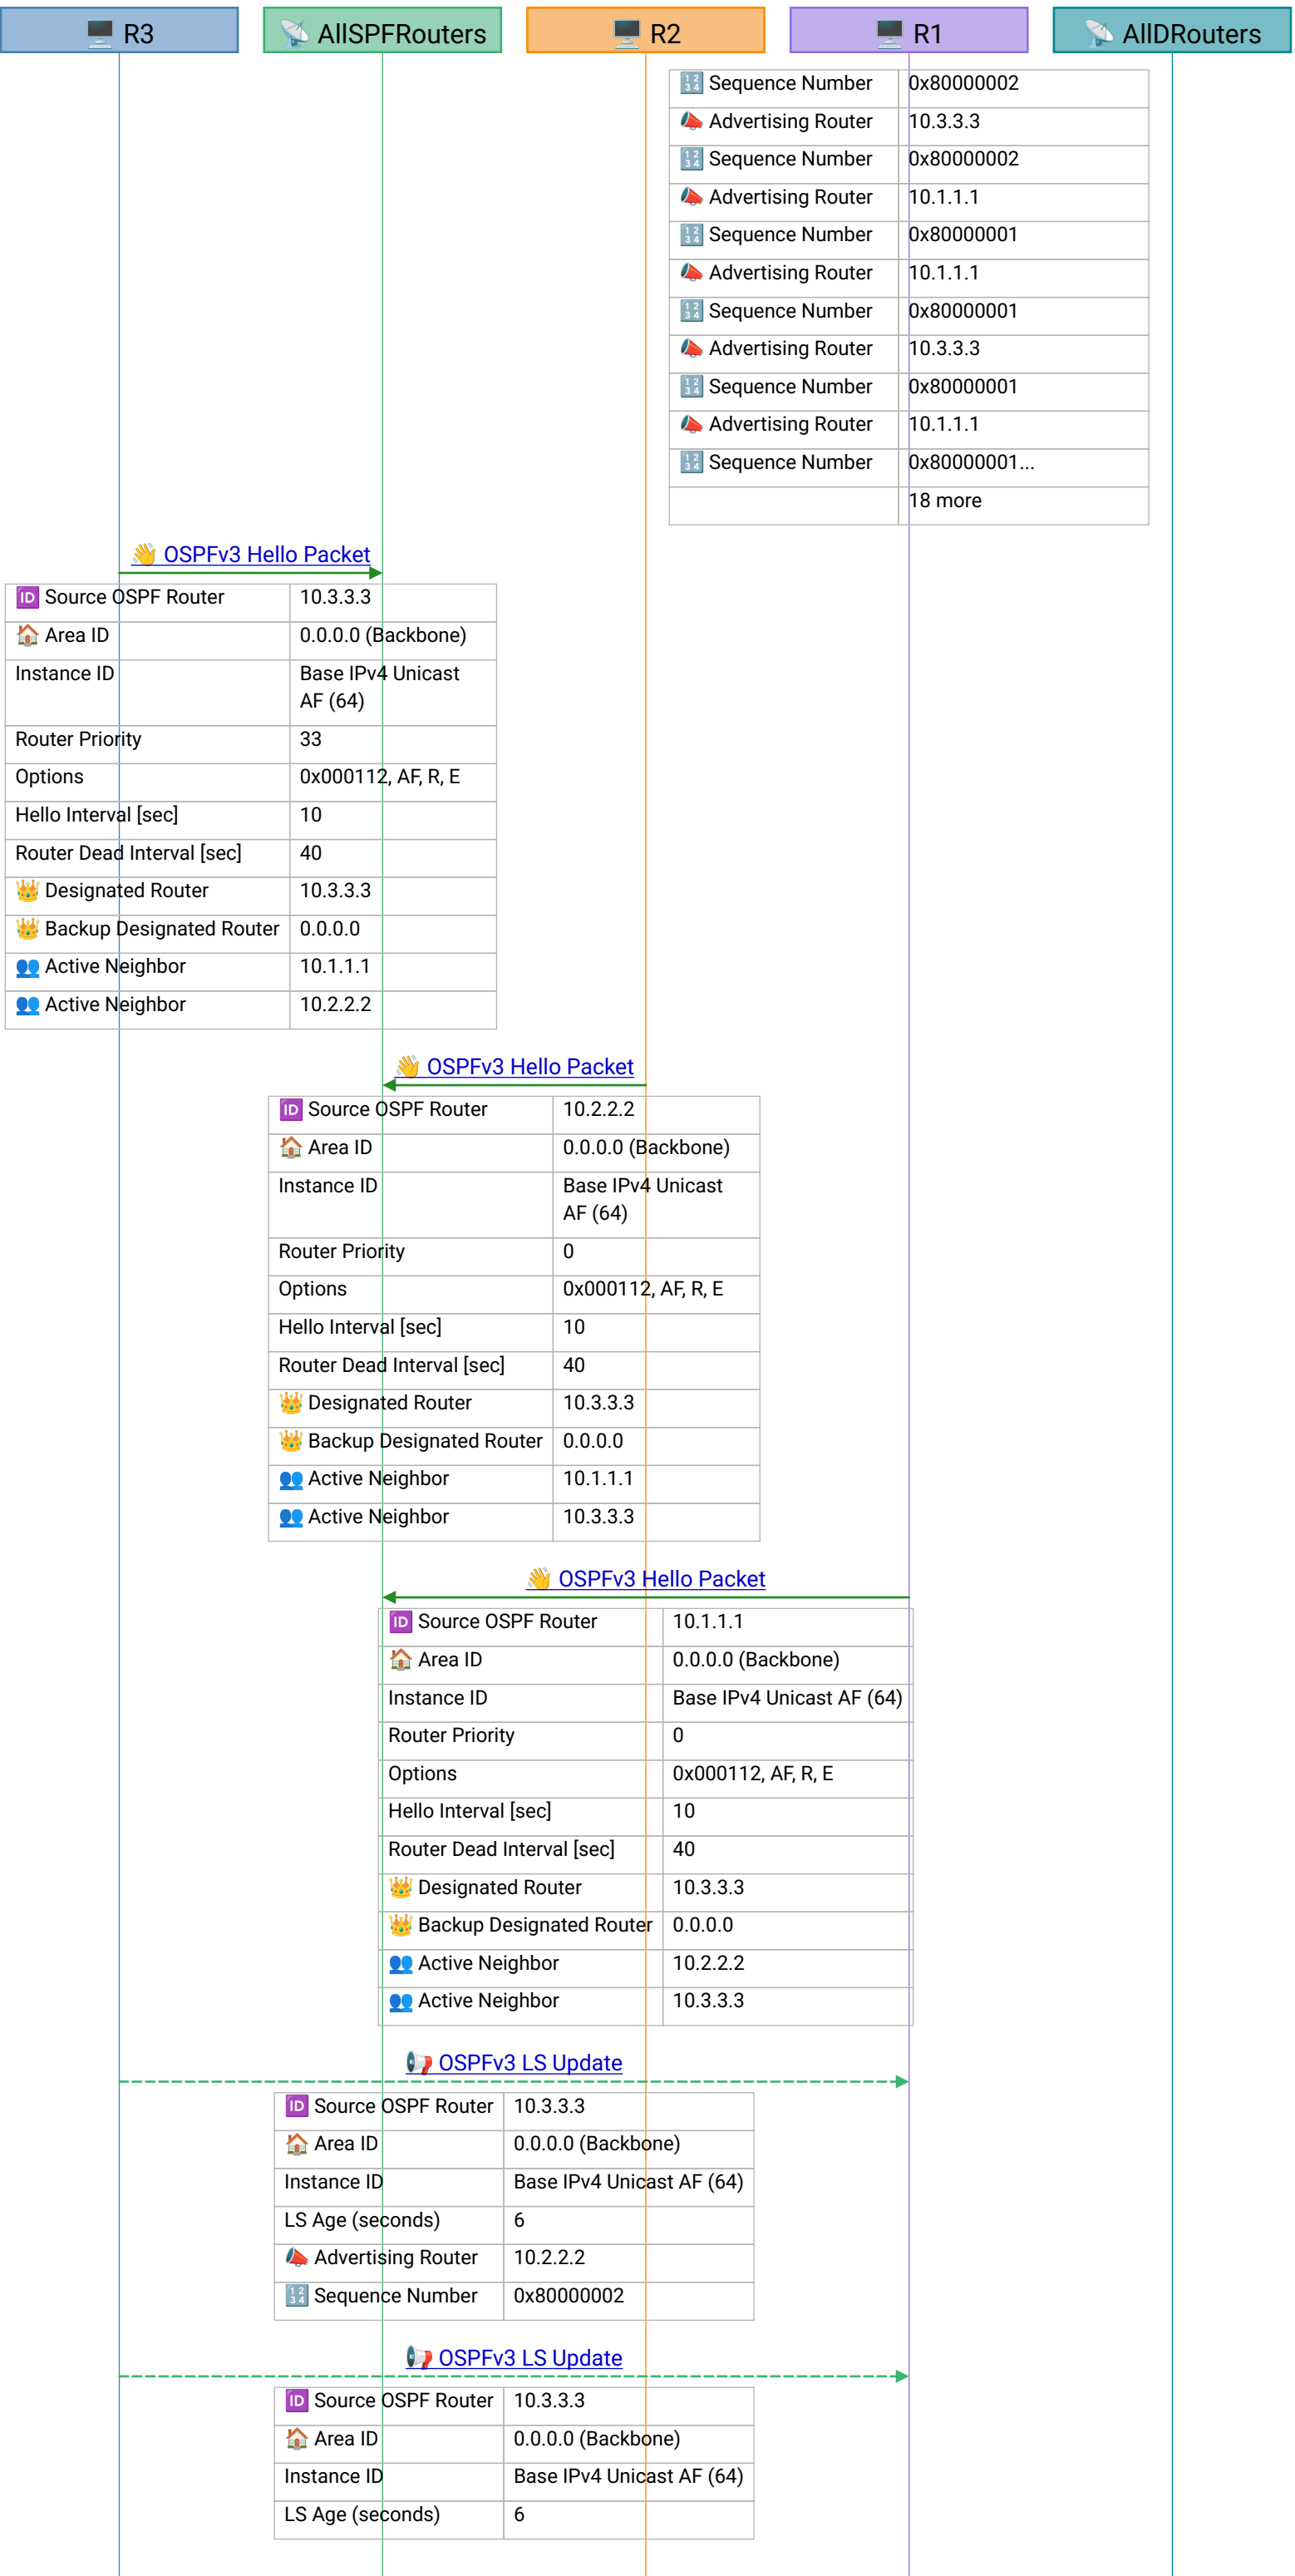 R3
AllSPFRouters
R2
R1
AllDRouters
Sequence Number 0x80000002
Advertising Router 10.3.3.3
Sequence Number 0x80000002
Advertising Router 10.1.1.1
Sequence Number 0x80000001
Advertising Router 10.1.1.1
Sequence Number 0x80000001
Advertising Router 10.3.3.3
Sequence Number 0x80000001
Advertising Router 10.1.1.1
Sequence Number 0x80000001...
18 more
OSPFv3 Hello Packet
Source OSPF Router 10.3.3.3
Area ID 0.0.0.0 (Backbone)
Instance ID Base IPv4 Unicast
AF (64)
Router Priority 33
Options 0x000112, AF, R, E
Hello Interval [sec] 10
Router Dead Interval [sec] 40
Designated Router 10.3.3.3
Backup Designated Router 0.0.0.0
Active Neighbor 10.1.1.1
Active Neighbor 10.2.2.2
OSPFv3 Hello Packet
Source OSPF Router 10.2.2.2
Area ID 0.0.0.0 (Backbone)
Instance ID Base IPv4 Unicast
AF (64)
Router Priority 0
Options 0x000112, AF, R, E
Hello Interval [sec] 10
Router Dead Interval [sec] 40
Designated Router 10.3.3.3
Backup Designated Router 0.0.0.0
Active Neighbor 10.1.1.1
Active Neighbor 10.3.3.3
OSPFv3 Hello Packet
Source OSPF Router 10.1.1.1
Area ID 0.0.0.0 (Backbone)
Instance ID Base IPv4 Unicast AF (64)
Router Priority 0
Options 0x000112, AF, R, E
Hello Interval [sec] 10
Router Dead Interval [sec] 40
Designated Router 10.3.3.3
Backup Designated Router 0.0.0.0
Active Neighbor 10.2.2.2
Active Neighbor 10.3.3.3
OSPFv3 LS Update
Source OSPF Router 10.3.3.3
Area ID 0.0.0.0 (Backbone)
Instance ID Base IPv4 Unicast AF (64)
LS Age (seconds) 6
Advertising Router 10.2.2.2
Sequence Number 0x80000002
OSPFv3 LS Update
Source OSPF Router 10.3.3.3
Area ID 0.0.0.0 (Backbone)
Instance ID Base IPv4 Unicast AF (64)
LS Age (seconds) 6